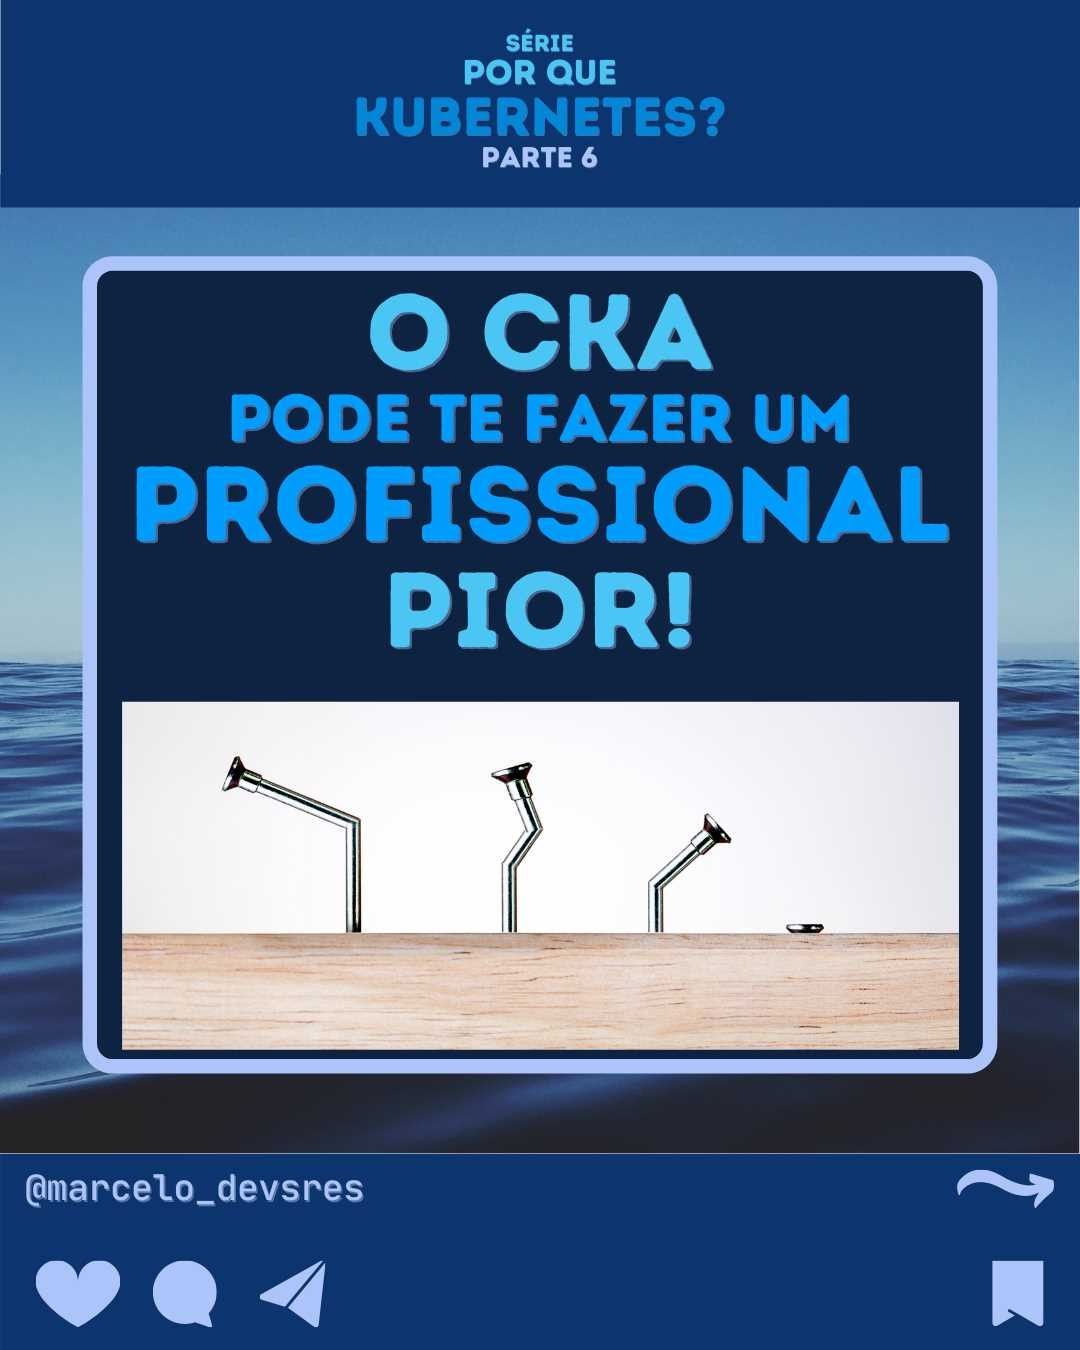 SÉRIE
POR QUE
KUBERNETES?
PARTE 6
O CKA
PODE TE FAZER UM
PROFISSIONAL
PIOR!
@marcelo_devsres